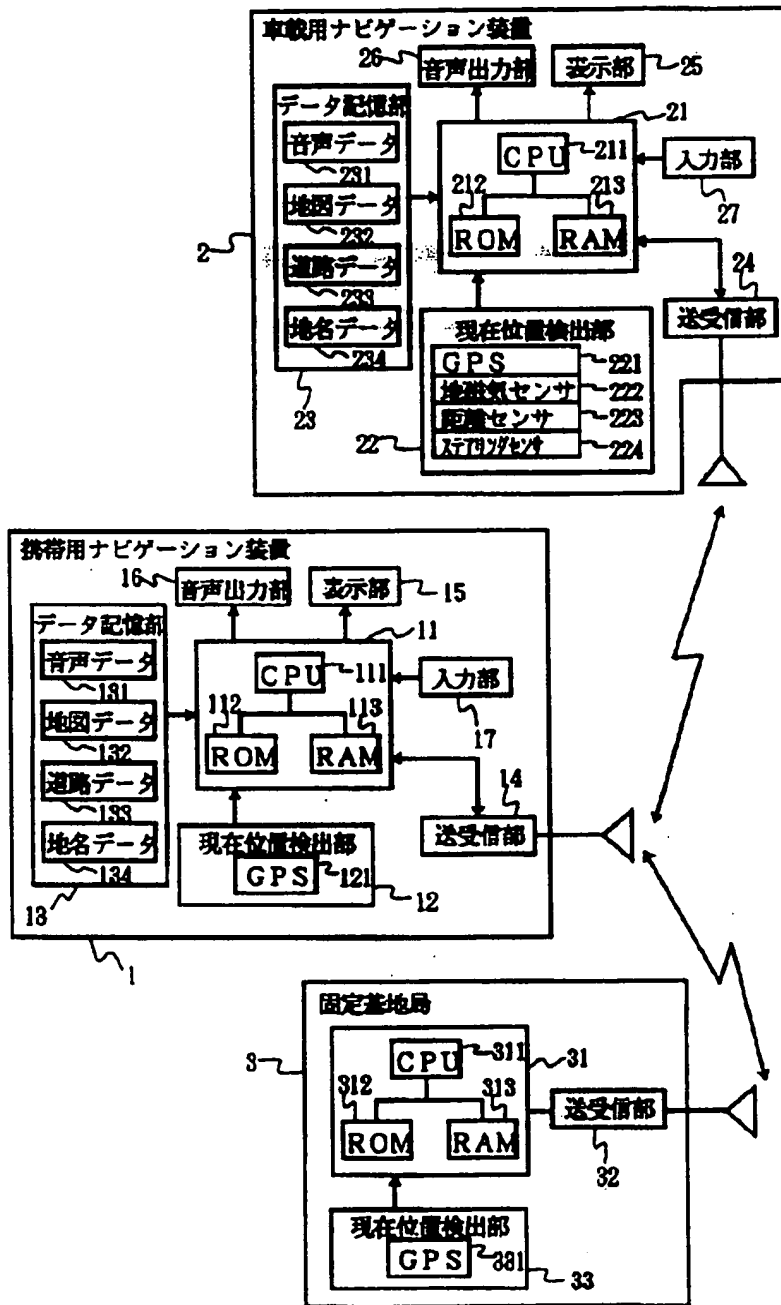 車載用ナビゲーション装置
26
音声出力部
表示部
25
データ記憶部
音声データ
231
地図データ
232
道路データ
233
地名データ
234
23
2
21
CPU
211
212
213
ROM
RAM
入力部
27
24
送受信部
現在位置検出部
GPS
221
地磁気センサ
222
距離センサ
223
ステアリングセンサ
224
22
携帯用ナビゲーション装置
16
音声出力部
表示部
15
データ記憶部
音声データ
131
地図データ
132
道路データ
133
地名データ
134
13
11
CPU
111
112
113
ROM
RAM
入力部
17
14
送受信部
現在位置検出部
GPS
121
12
1
固定基地局
3
CPU
311
31
312
313
ROM
RAM
送受信部
32
現在位置検出部
GPS
331
33